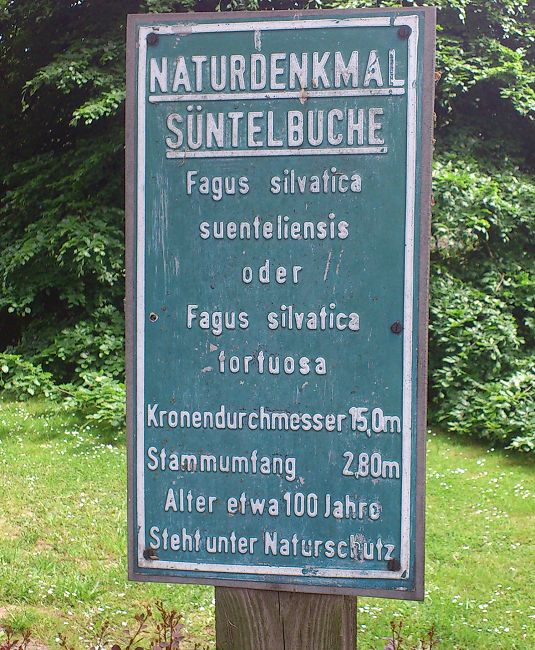 NATURDENKMAL
SÜNTELBUCHE
Fagus silvatica
suenteliensis
oder
Fagus silvatica
tortuosa
Kronendurchmesser 15,0m
Stammumfang 2,80m
Alter etwa 100 Jahre
Steht unter Naturschutz